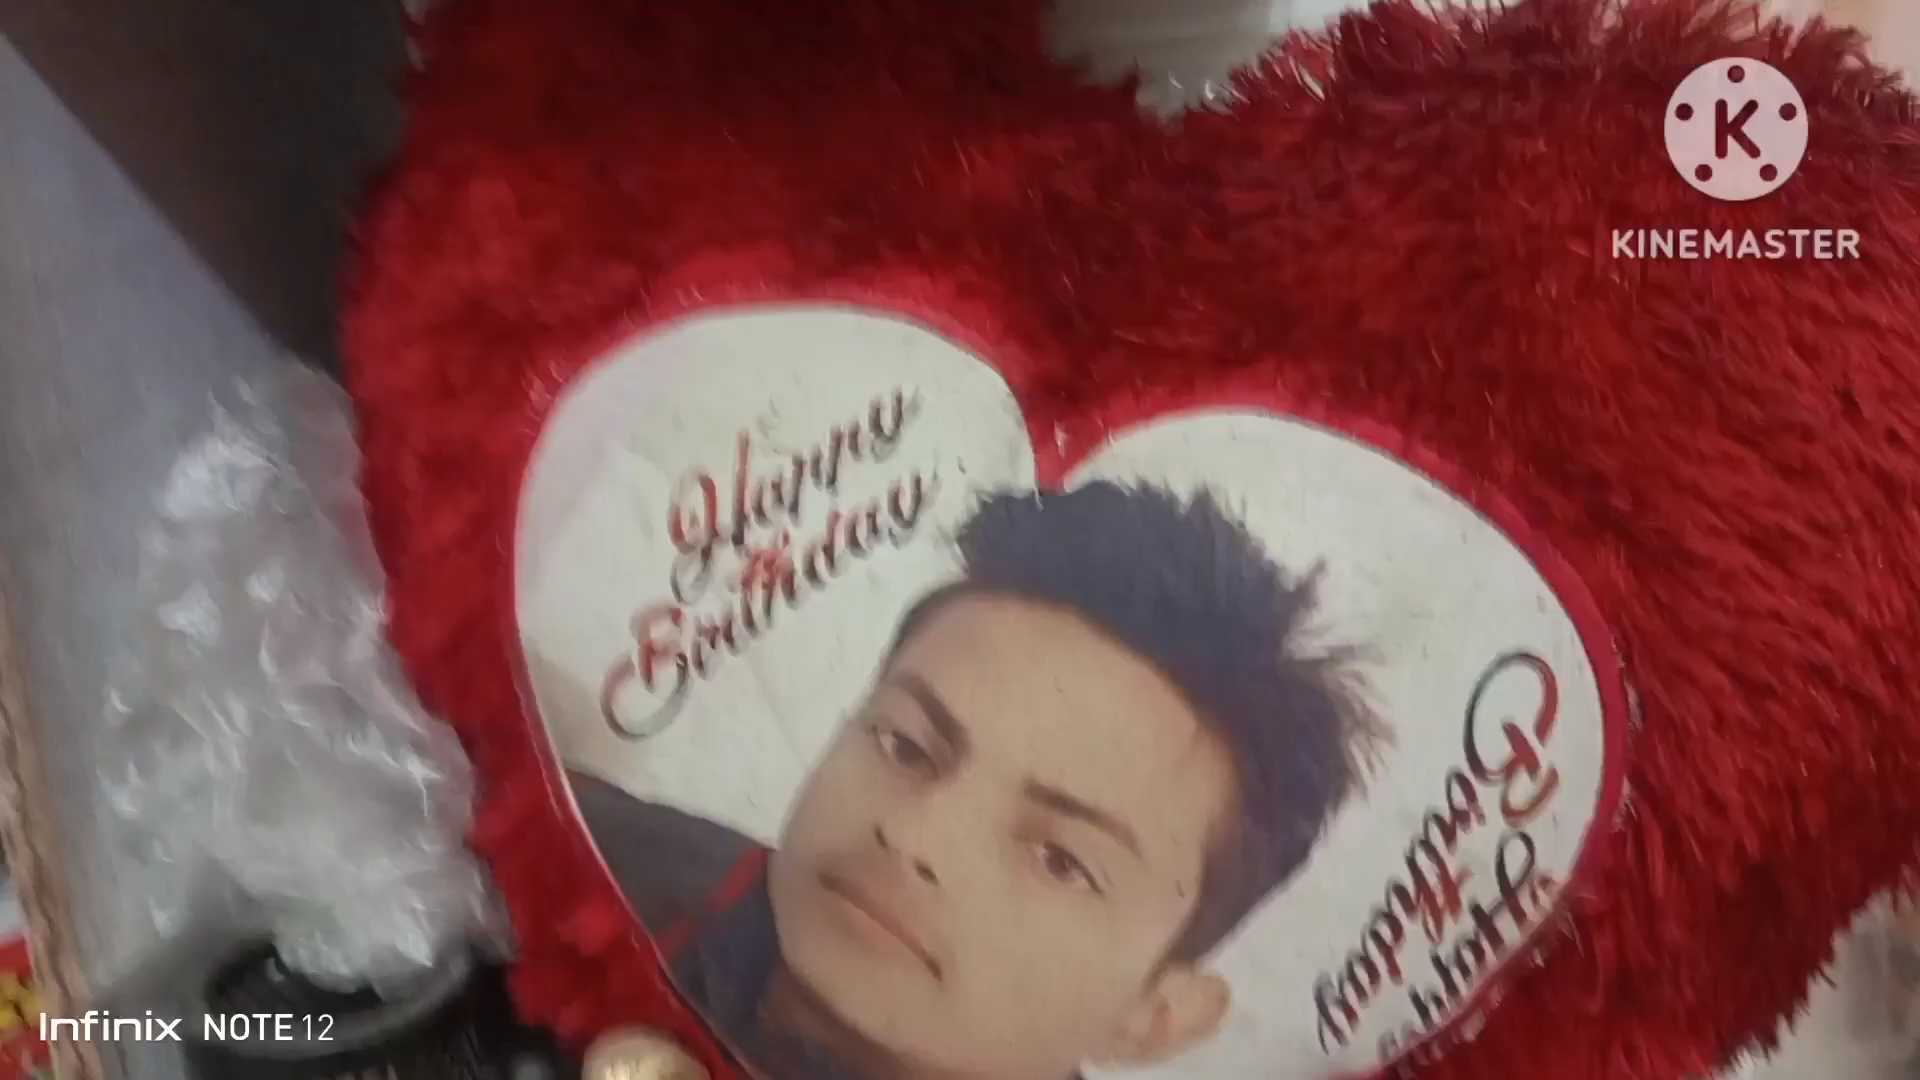 KINEMASTER
Happy
Birthday
Happy
Birthday
Infinix NOTE 12